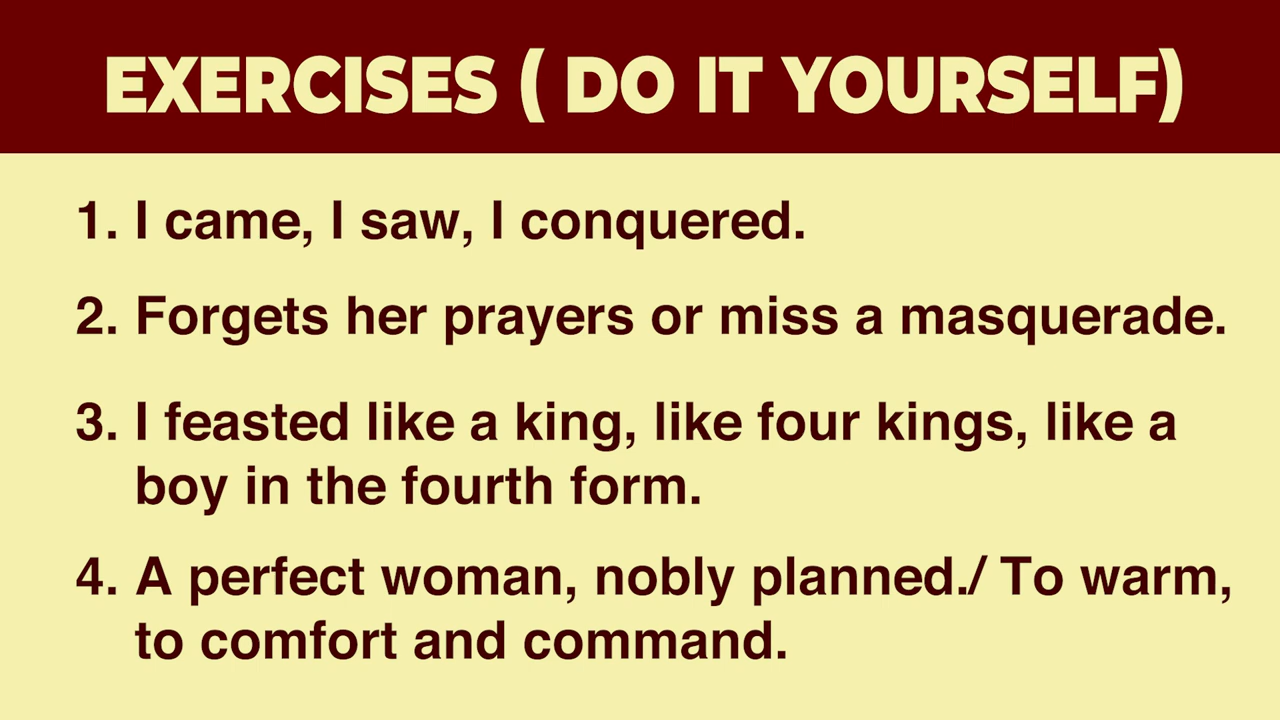 EXERCISES ( DO IT YOURSELF)
1. I came, I saw, I conquered.
2. Forgets her prayers or miss a masquerade.
3. I feasted like a king, like four kings, like a
boy in the fourth form.
4. A perfect woman, nobly planned./ To warm,
to comfort and command.